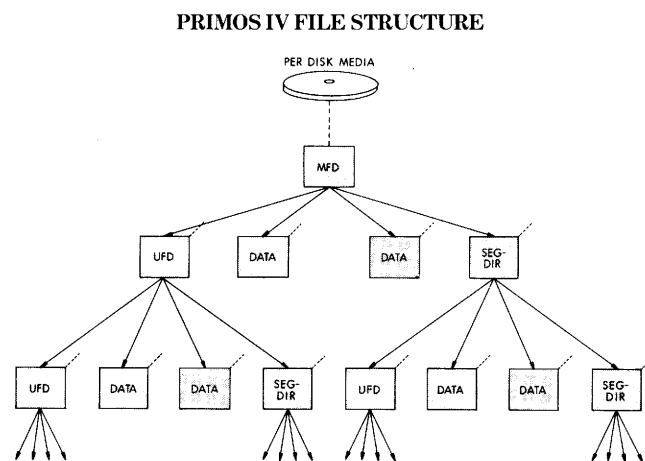 PRIMOS IV FILE STRUCTURE
PER DISK MEDIA
MFD
UFD
DATA
DATA
SEG-
DIR
UFD
DATA
DATA
SEG-
DIR
UFD
DATA
DATA
SEG-
DIR